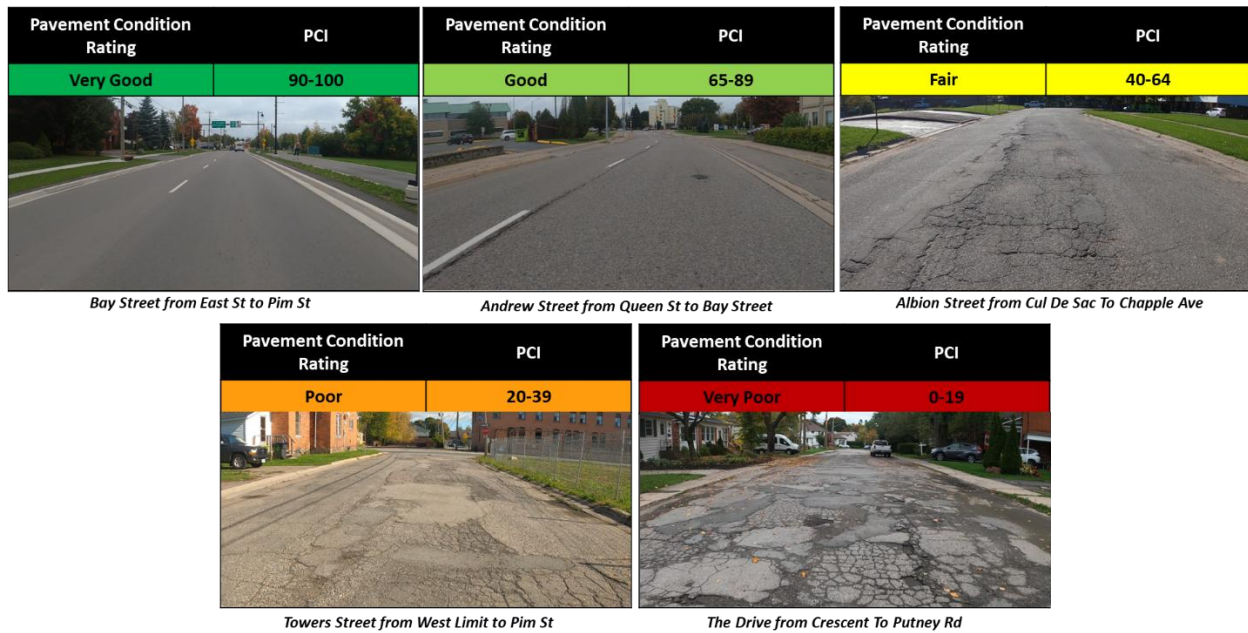 Pavement Condition
Rating
PCI
Very Good
90-100
Bay Street from East St to Pim St
Pavement Condition
Rating
PCI
Good
65-89
Andrew Street from Queen St to Bay Street
Pavement Condition
Rating
PCI
Fair
40-64
Albion Street from Cul De Sac To Chapple Ave
Pavement Condition
Rating
PCI
Poor
20-39
Towers Street from West Limit to Pim St
Pavement Condition
Rating
PCI
Very Poor
0-19
The Drive from Crescent To Putney Rd